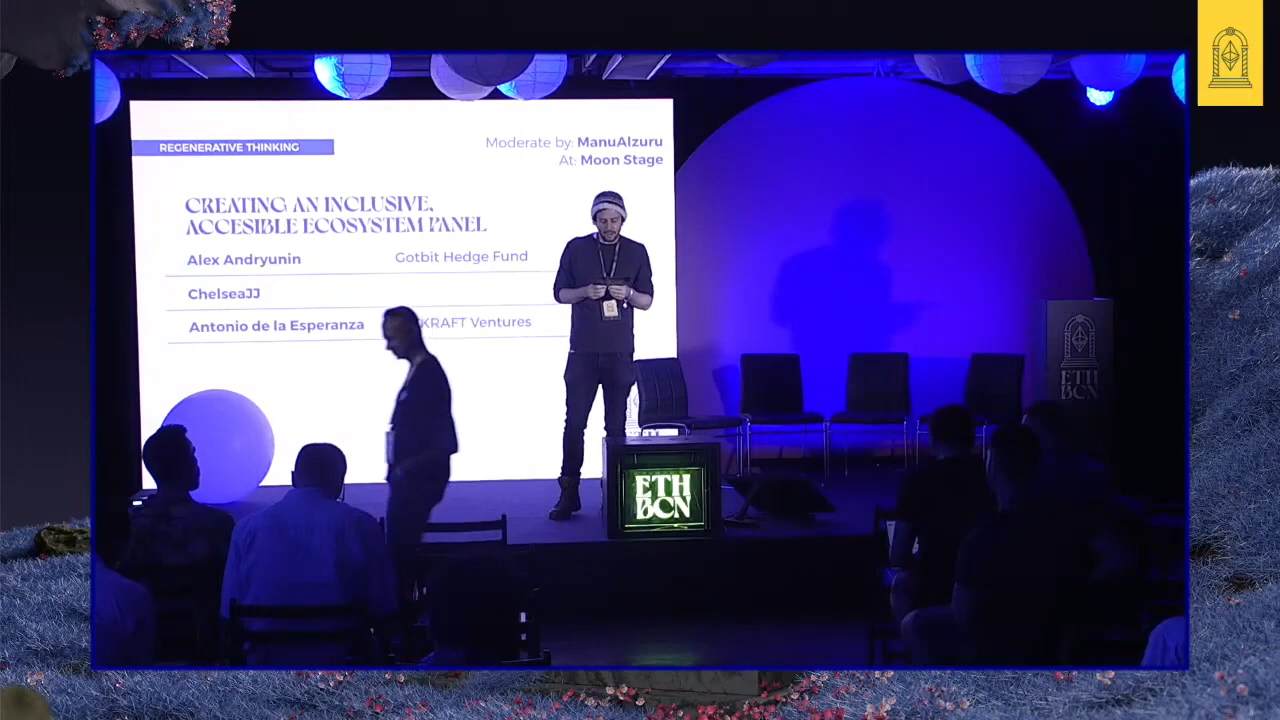 REGENERATIVE THINKING
Moderate by: ManuAlzuru
At: Moon Stage
CREATING AN INCLUSIVE,
ACCESIBLE ECOSYSTEM PANEL
Alex Andryunin Gotbit Hedge Fund
ChelseaJJ
Antonio de la Esperanza KRAFT Ventures
ETH
BCN
ETH
BCN